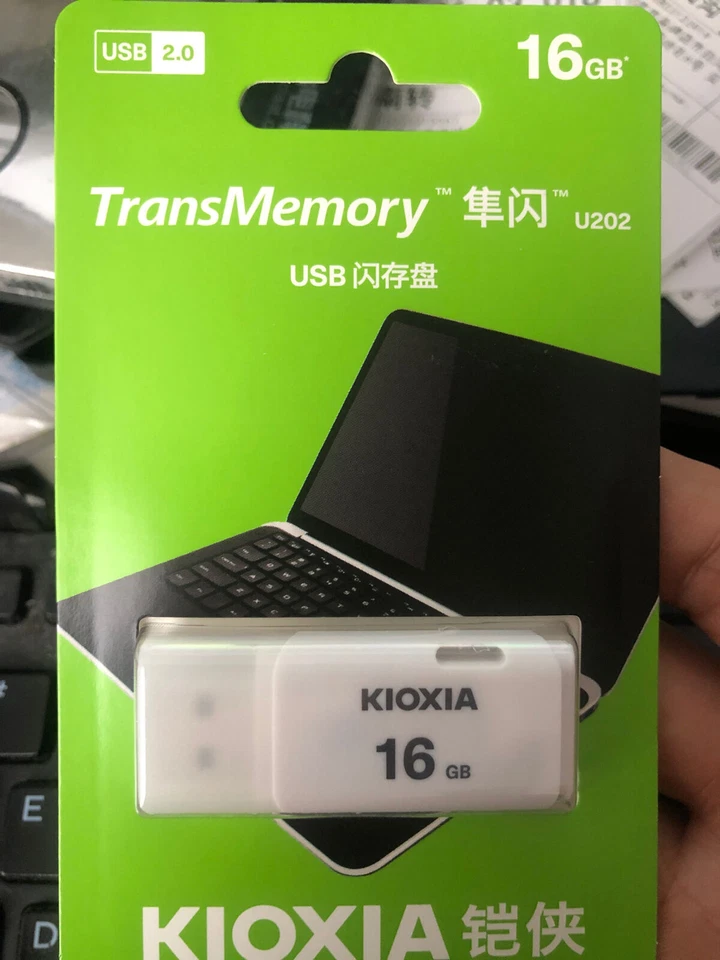 USB 2.0
16GB*
TransMemory™ 隼闪™ U202
USB 闪存盘
KIOXIA
16 GB
KIOXIA 铠侠
E
D